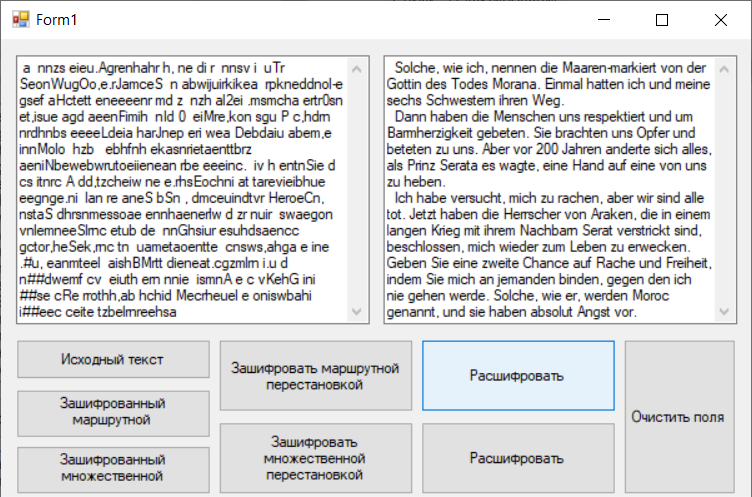 Form1
a  nnzs eieu.Agrenhahr h, ne di r  nnsv i  uTr
SeonWugOo,e.rJamceS  n abwijuirkikea  rpkneddnol-e
gsef aHctett eneeeenr md z  nzh al2ei .msmcha ertr0sn
et,isue agd aeenFimih  nld  0  eiMre,kon sgu P c,hdm
nrdhnbs eeeeLdeia harJnep eri wea Debdaiu abem,e
innMolo  hzb   ebhfnh ekasnrietaenttbrz
aeniNbewebwrutoeiienean rbe eeeinc.  iv h entnSie d
cs itnrc A dd,tzcheiw ne e.rhsEochni at tarevieibhue
eegnge.ni  lan re aneS bSn , dmceuindtvr HeroeCn,
nstaS dhrsnmessoae ennhaenerlw d zr nuir  swaegon
vnlemneeSlrnc etub de  nnGhsiur esuhdsaencc
gctor,heSek,mc tn  uametaoentte  cnsws,ahga e ine
.#u, eanmteel  aishBMrtt dieneat.cgzmlm i.u d
n##dwemf cv  eiuth ern nnie  ismnA e c vKehG ini
##se cRe rrothh,ab hchid Mecrheuel e oniswbahi
i##eec ceite tzbelmreehsa
Solche, wie ich, nennen die Maaren-markiert von der
Gottin des Todes Morana. Einmal hatten ich und meine
sechs Schwestern ihren Weg.
Dann haben die Menschen uns respektiert und um
Barmherzigkeit gebeten. Sie brachten uns Opfer und
beteten zu uns. Aber vor 200 Jahren anderte sich alles,
als Prinz Serata es wagte, eine Hand auf eine von uns
zu heben.
Ich habe versucht, mich zu rachen, aber wir sind alle
tot. Jetzt haben die Herrscher von Araken, die in einem
langen Krieg mit ihrem Nachbarn Serat verstrickt sind,
beschlossen, mich wieder zum Leben zu erwecken.
Geben Sie eine zweite Chance auf Rache und Freiheit,
indem Sie mich an jemanden binden, gegen den ich
nie gehen werde. Solche, wie er, werden Moroc
genannt, und sie haben absolut Angst vor.
Исходный текст
Зашифрованный
маршрутной
Зашифрованный
множественной
Зашифровать маршрутной
перестановкой
Зашифровать
множественной
перестановкой
Расшифровать
Расшифровать
Очистить поля